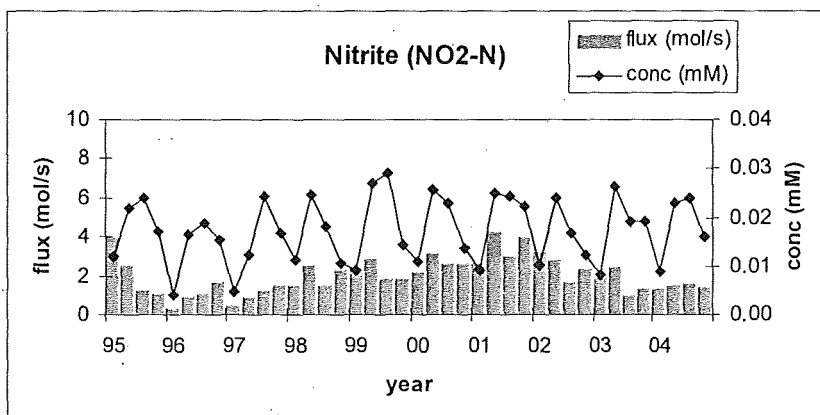 Nitrite (NO2-N)
flux (mol/s)
conc (mM)
10
8
6
4
2
0
flux (mol/s)
0.04
0.03
0.02
0.01
0.00
conc (mM)
95 96 97 98 99 00 01 02 03 04
year